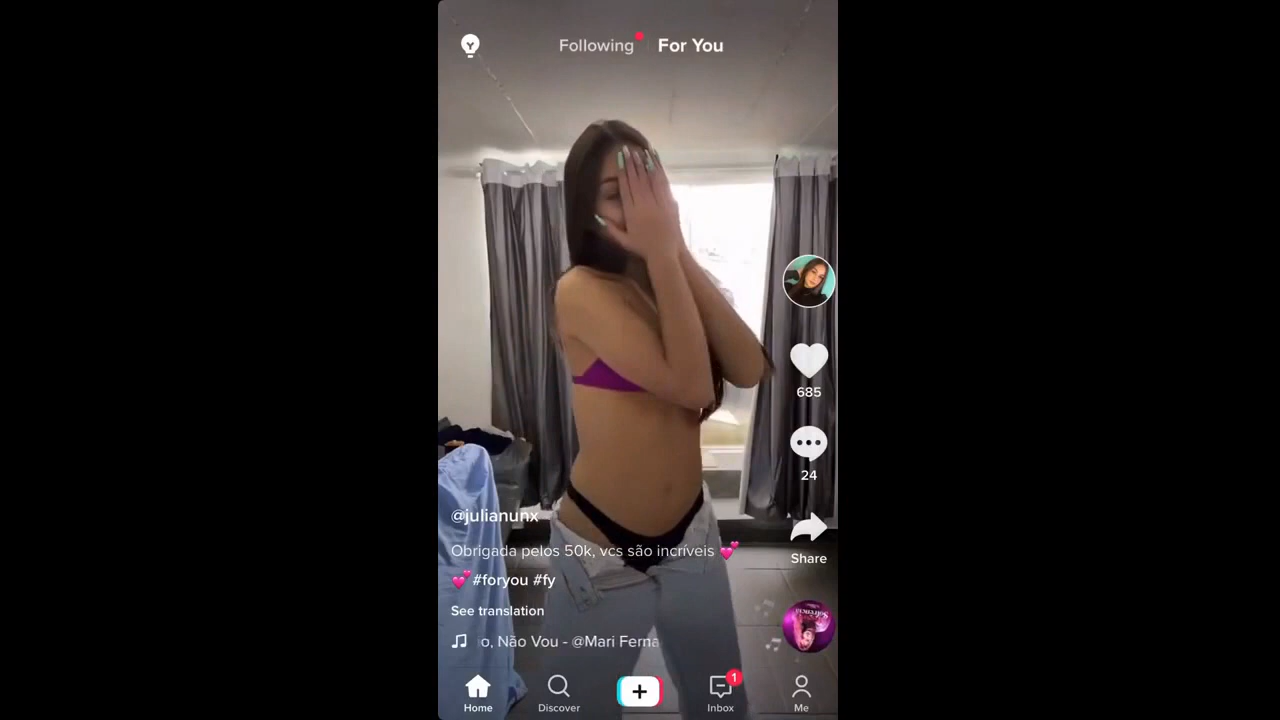 Following For You
685
24
@julianunx
Obrigada pelos 50k, vcs são incríveis 💕
💕#foryou #fy
Share
See translation
o, Não Vou - @Mari Ferna
Home
Discover
1
Inbox
Me